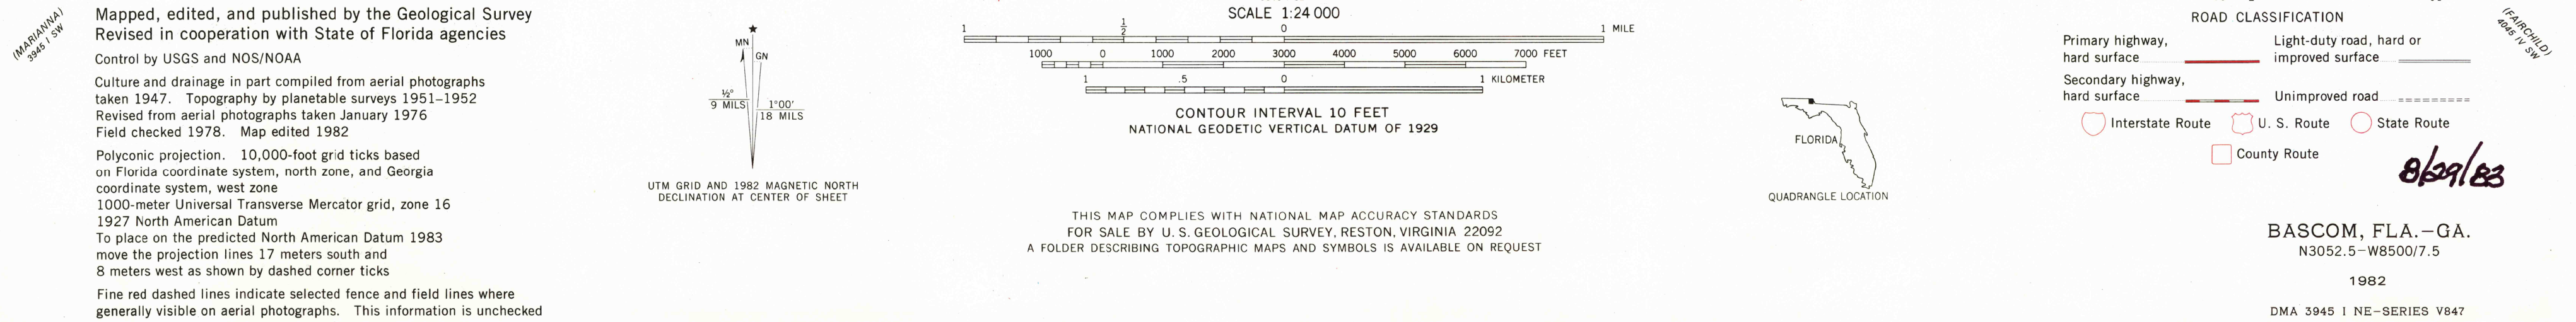 (MARIANNA)
3945 I SW
Mapped, edited, and published by the Geological Survey
Revised in cooperation with State of Florida agencies
Control by USGS and NOS/NOAA
Culture and drainage in part compiled from aerial photographs
taken 1947. Topography by planetable surveys 1951–1952
Revised from aerial photographs taken January 1976
Field checked 1978. Map edited 1982
Polyconic projection. 10,000-foot grid ticks based
on Florida coordinate system, north zone, and Georgia
coordinate system, west zone
1000-meter Universal Transverse Mercator grid, zone 16
1927 North American Datum
To place on the predicted North American Datum 1983
move the projection lines 17 meters south and
8 meters west as shown by dashed corner ticks
Fine red dashed lines indicate selected fence and field lines where
generally visible on aerial photographs. This information is unchecked
MN
GN
½°
9 MILS
1°00'
18 MILS
UTM GRID AND 1982 MAGNETIC NORTH
DECLINATION AT CENTER OF SHEET
SCALE 1:24 000
1 ½ 0 1 MILE
1000 0 1000 2000 3000 4000 5000 6000 7000 FEET
1 .5 0 1 KILOMETER
CONTOUR INTERVAL 10 FEET
NATIONAL GEODETIC VERTICAL DATUM OF 1929
THIS MAP COMPLIES WITH NATIONAL MAP ACCURACY STANDARDS
FOR SALE BY U. S. GEOLOGICAL SURVEY, RESTON, VIRGINIA 22092
A FOLDER DESCRIBING TOPOGRAPHIC MAPS AND SYMBOLS IS AVAILABLE ON REQUEST
FLORIDA
QUADRANGLE LOCATION
ROAD CLASSIFICATION
Primary highway,
hard surface
Light-duty road, hard or
improved surface
Secondary highway,
hard surface
Unimproved road
Interstate Route
U. S. Route
State Route
County Route
8/29/83
(FAIRCHILD)
4045 IV SW
BASCOM, FLA.–GA.
N3052.5–W8500/7.5
1982
DMA 3945 I NE–SERIES V847